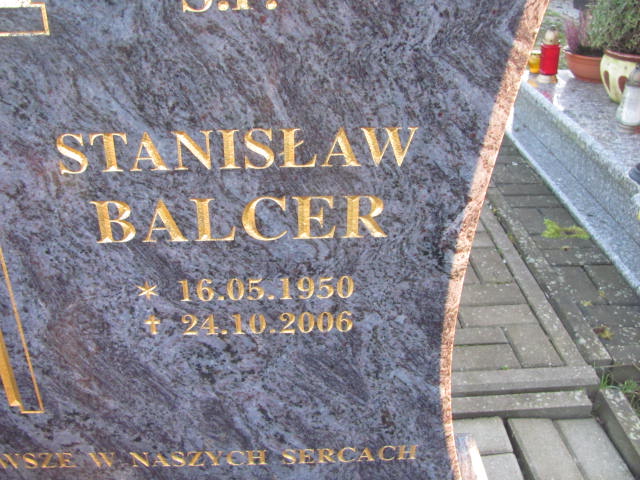 Ś.P.
STANISŁAW
BALCER
* 16.05.1950
✝ 24.10.2006
W NASZYCH SERCACH